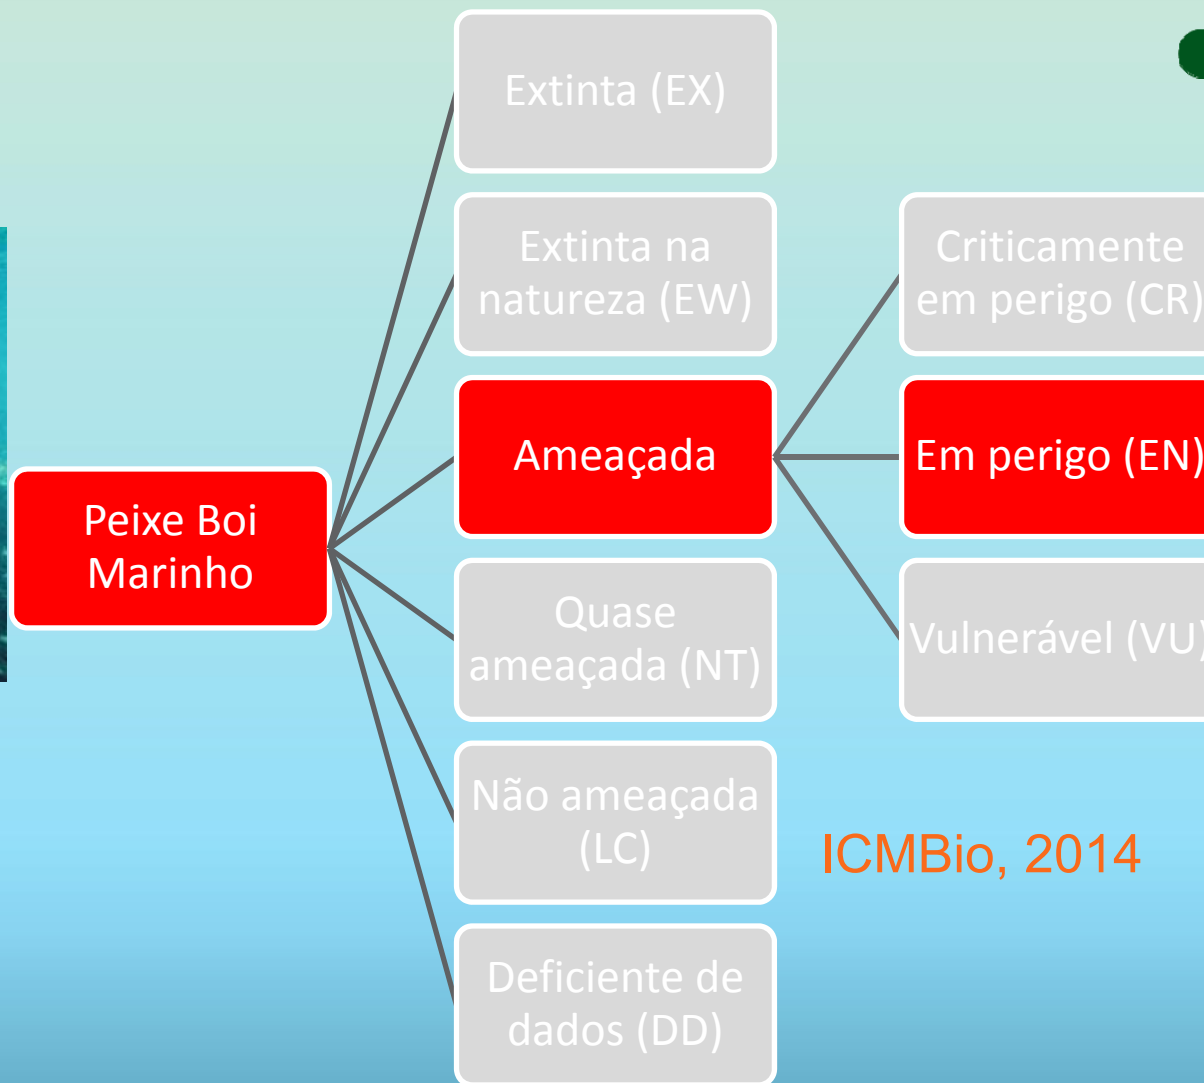 Extinta (EX)
Extinta na
natureza (EW)
Criticamente
em perigo (CR)
Ameaçada
Em perigo (EN)
Peixe Boi
Marinho
Quase
ameaçada (NT)
Vulnerável (VU)
Não ameaçada
(LC)
ICMBio, 2014
Deficiente de
dados (DD)